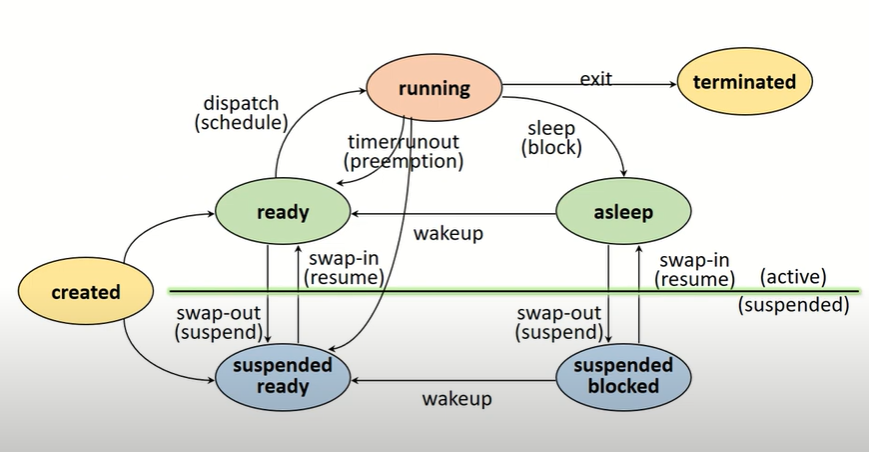 running
exit
terminated
dispatch
(schedule)
timerrunout
(preemption)
sleep
(block)
ready
wakeup
asleep
swap-in
(resume)
swap-in
(resume)
(active)
created
(suspended)
swap-out
(suspend)
swap-out
(suspend)
suspended
ready
wakeup
suspended
blocked